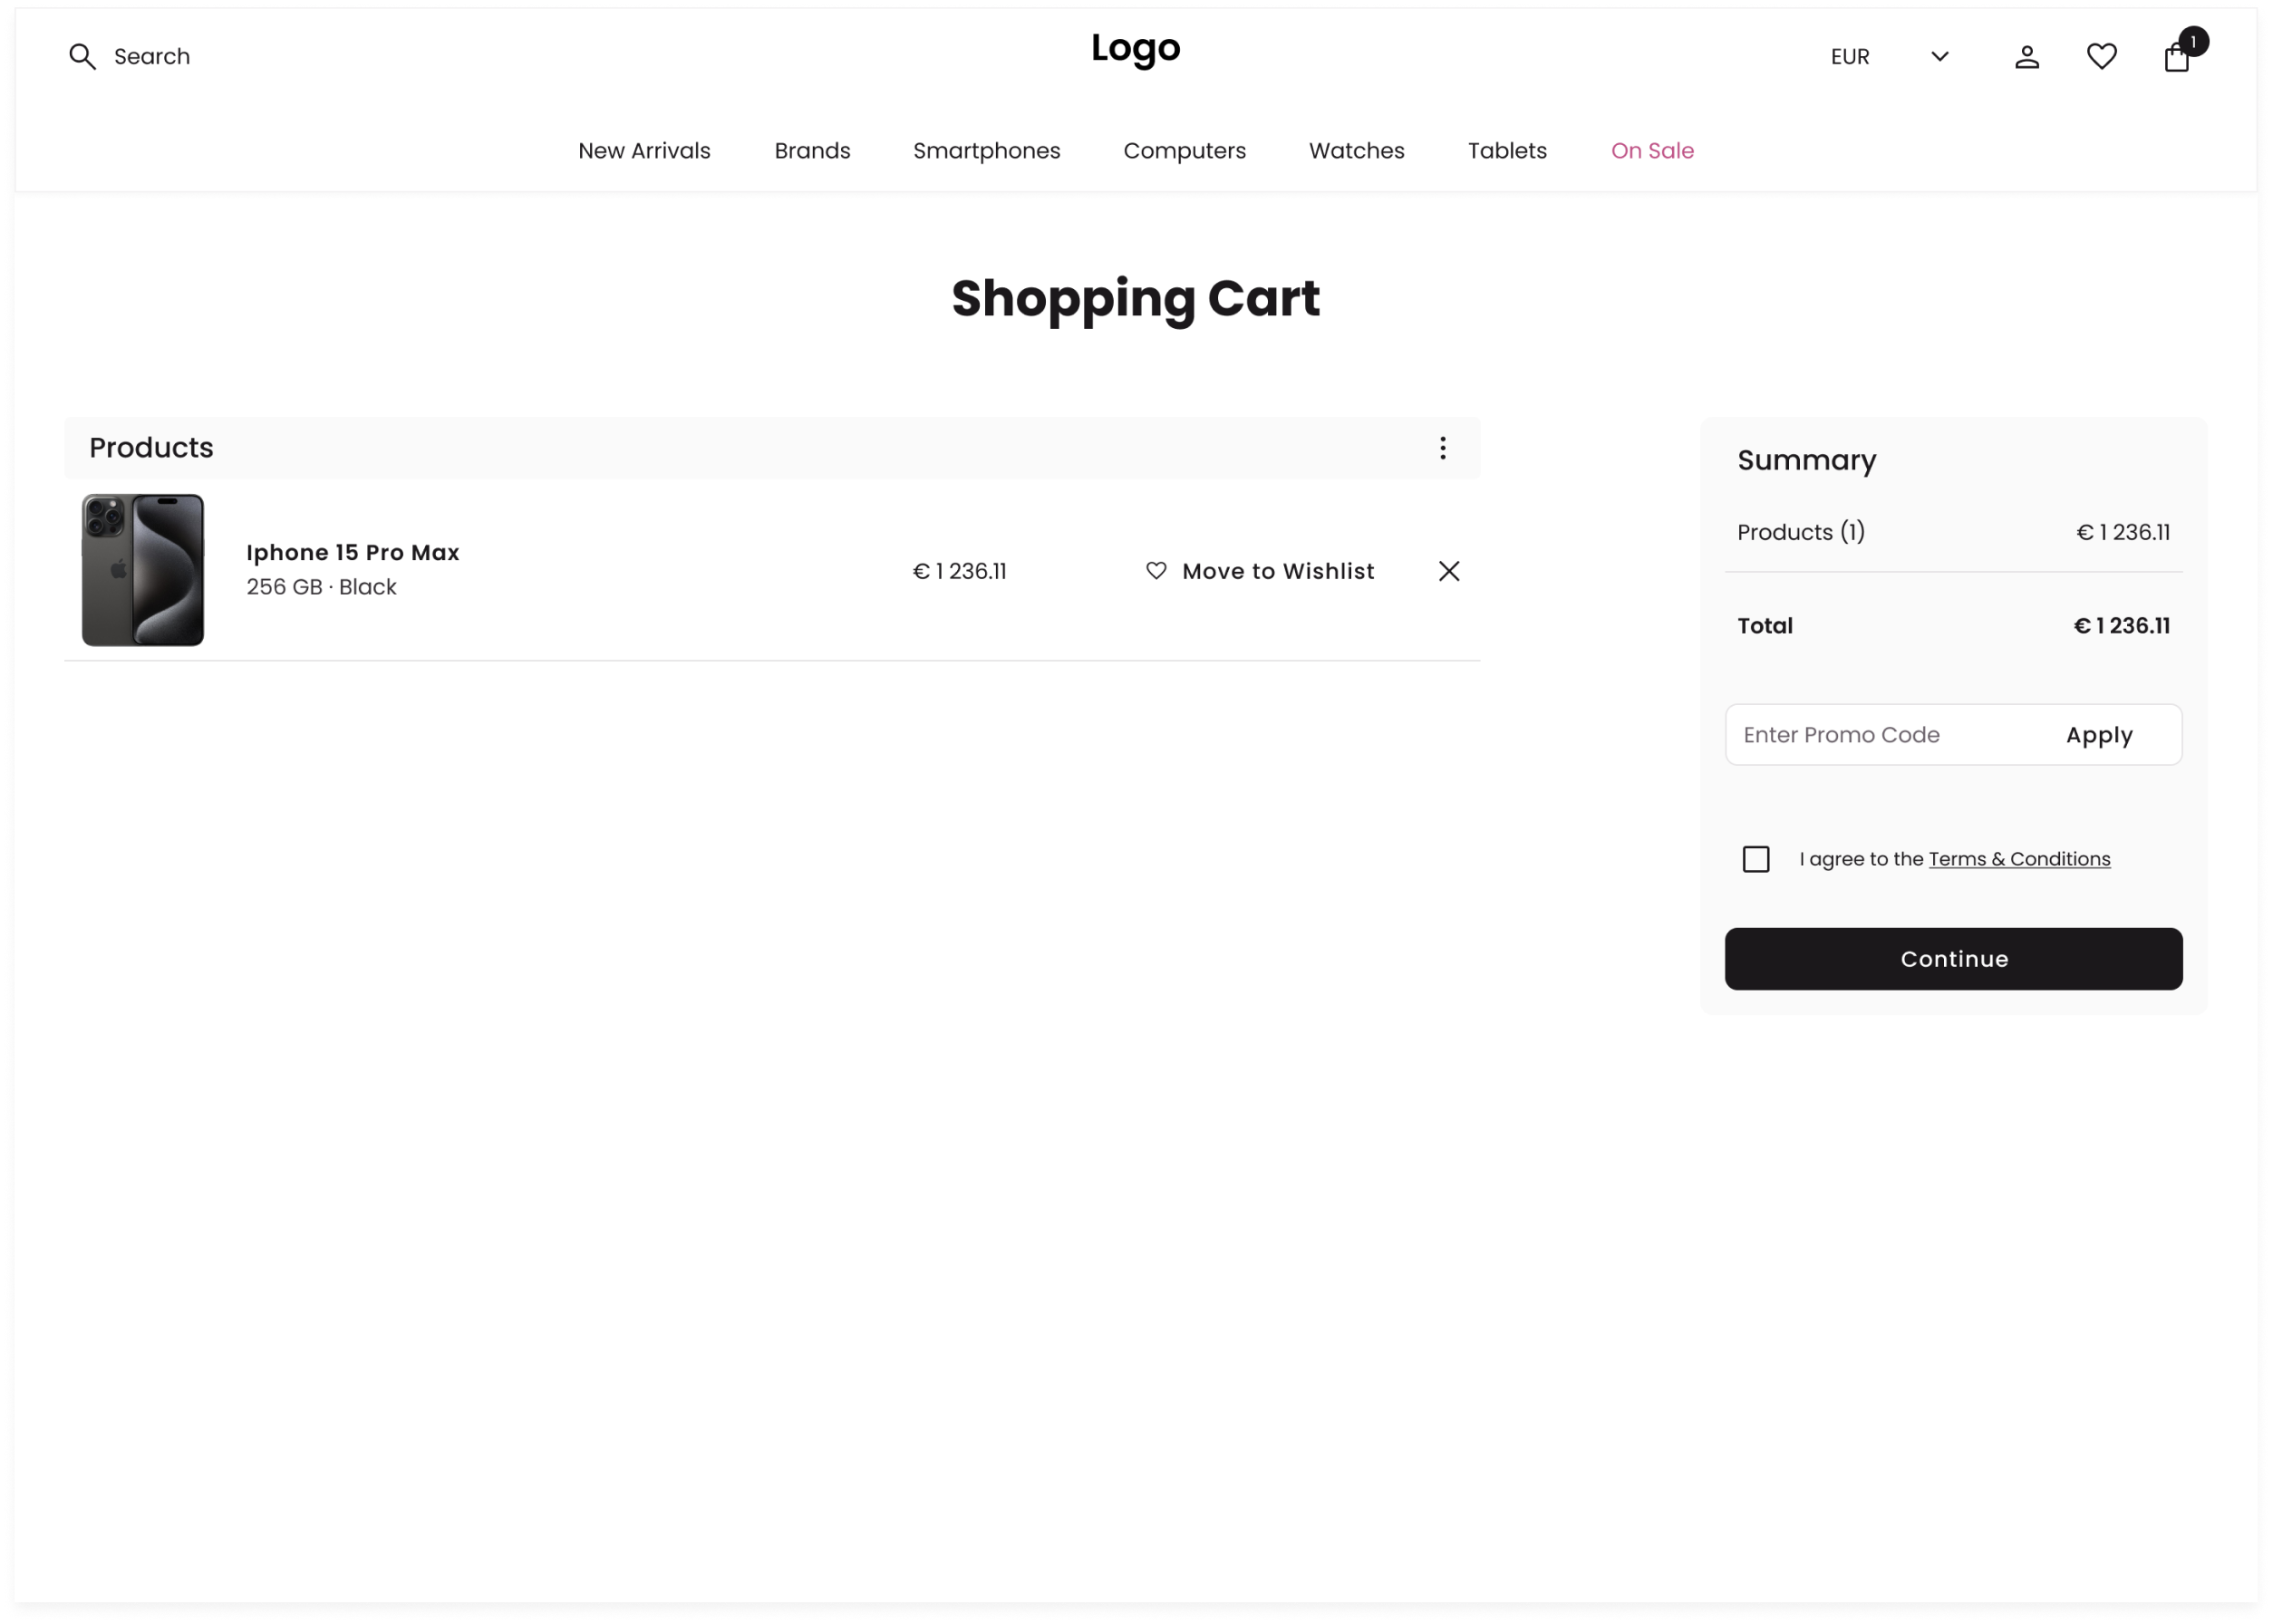 Search
Logo
EUR
1
New Arrivals
Brands
Smartphones
Computers
Watches
Tablets
On Sale
Shopping Cart
Products
Iphone 15 Pro Max
256 GB · Black
€ 1 236.11
Move to Wishlist
Summary
Products (1)
€ 1 236.11
Total
€ 1 236.11
Enter Promo Code
Apply
I agree to the Terms & Conditions
Continue